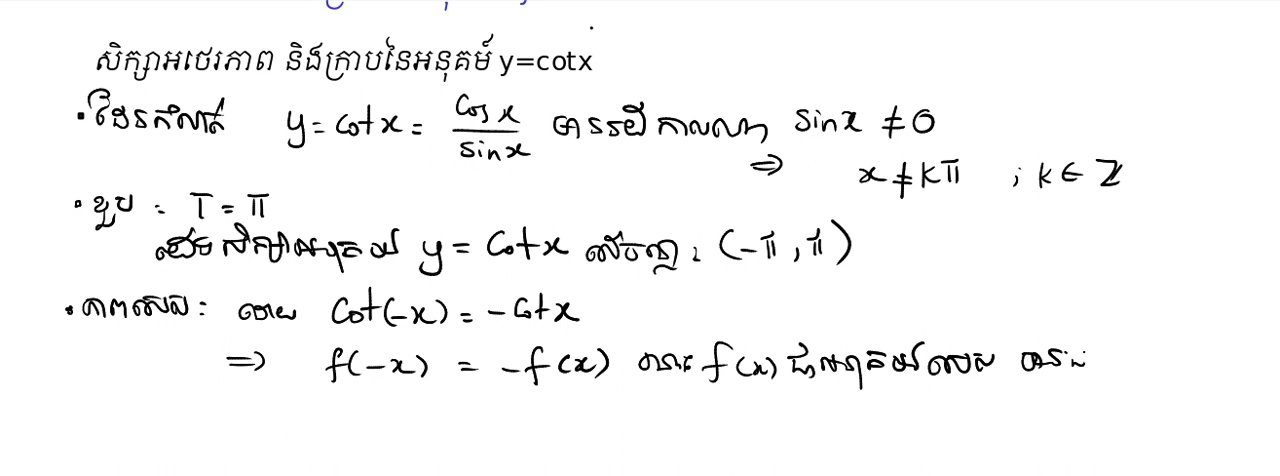 សិក្សាអថេរភាព និងក្រាបនៃអនុគមន៍ y=cotx
• ដែនកំណត់ y = cotx = cosx/sinx មានន័យ កាលណា sinx ≠ 0
⇒ x ≠ kπ ; k ∈ ℤ
• ខួប : T = π
សិក្សាអនុគមន៍ y = cotx លើចន្លោះ (-π , π)
• ភាពសេស : ដោយ cot(-x) = -cotx
⇒ f(-x) = -f(x) នោះ f(x) ជាអនុគមន៍សេស មាន